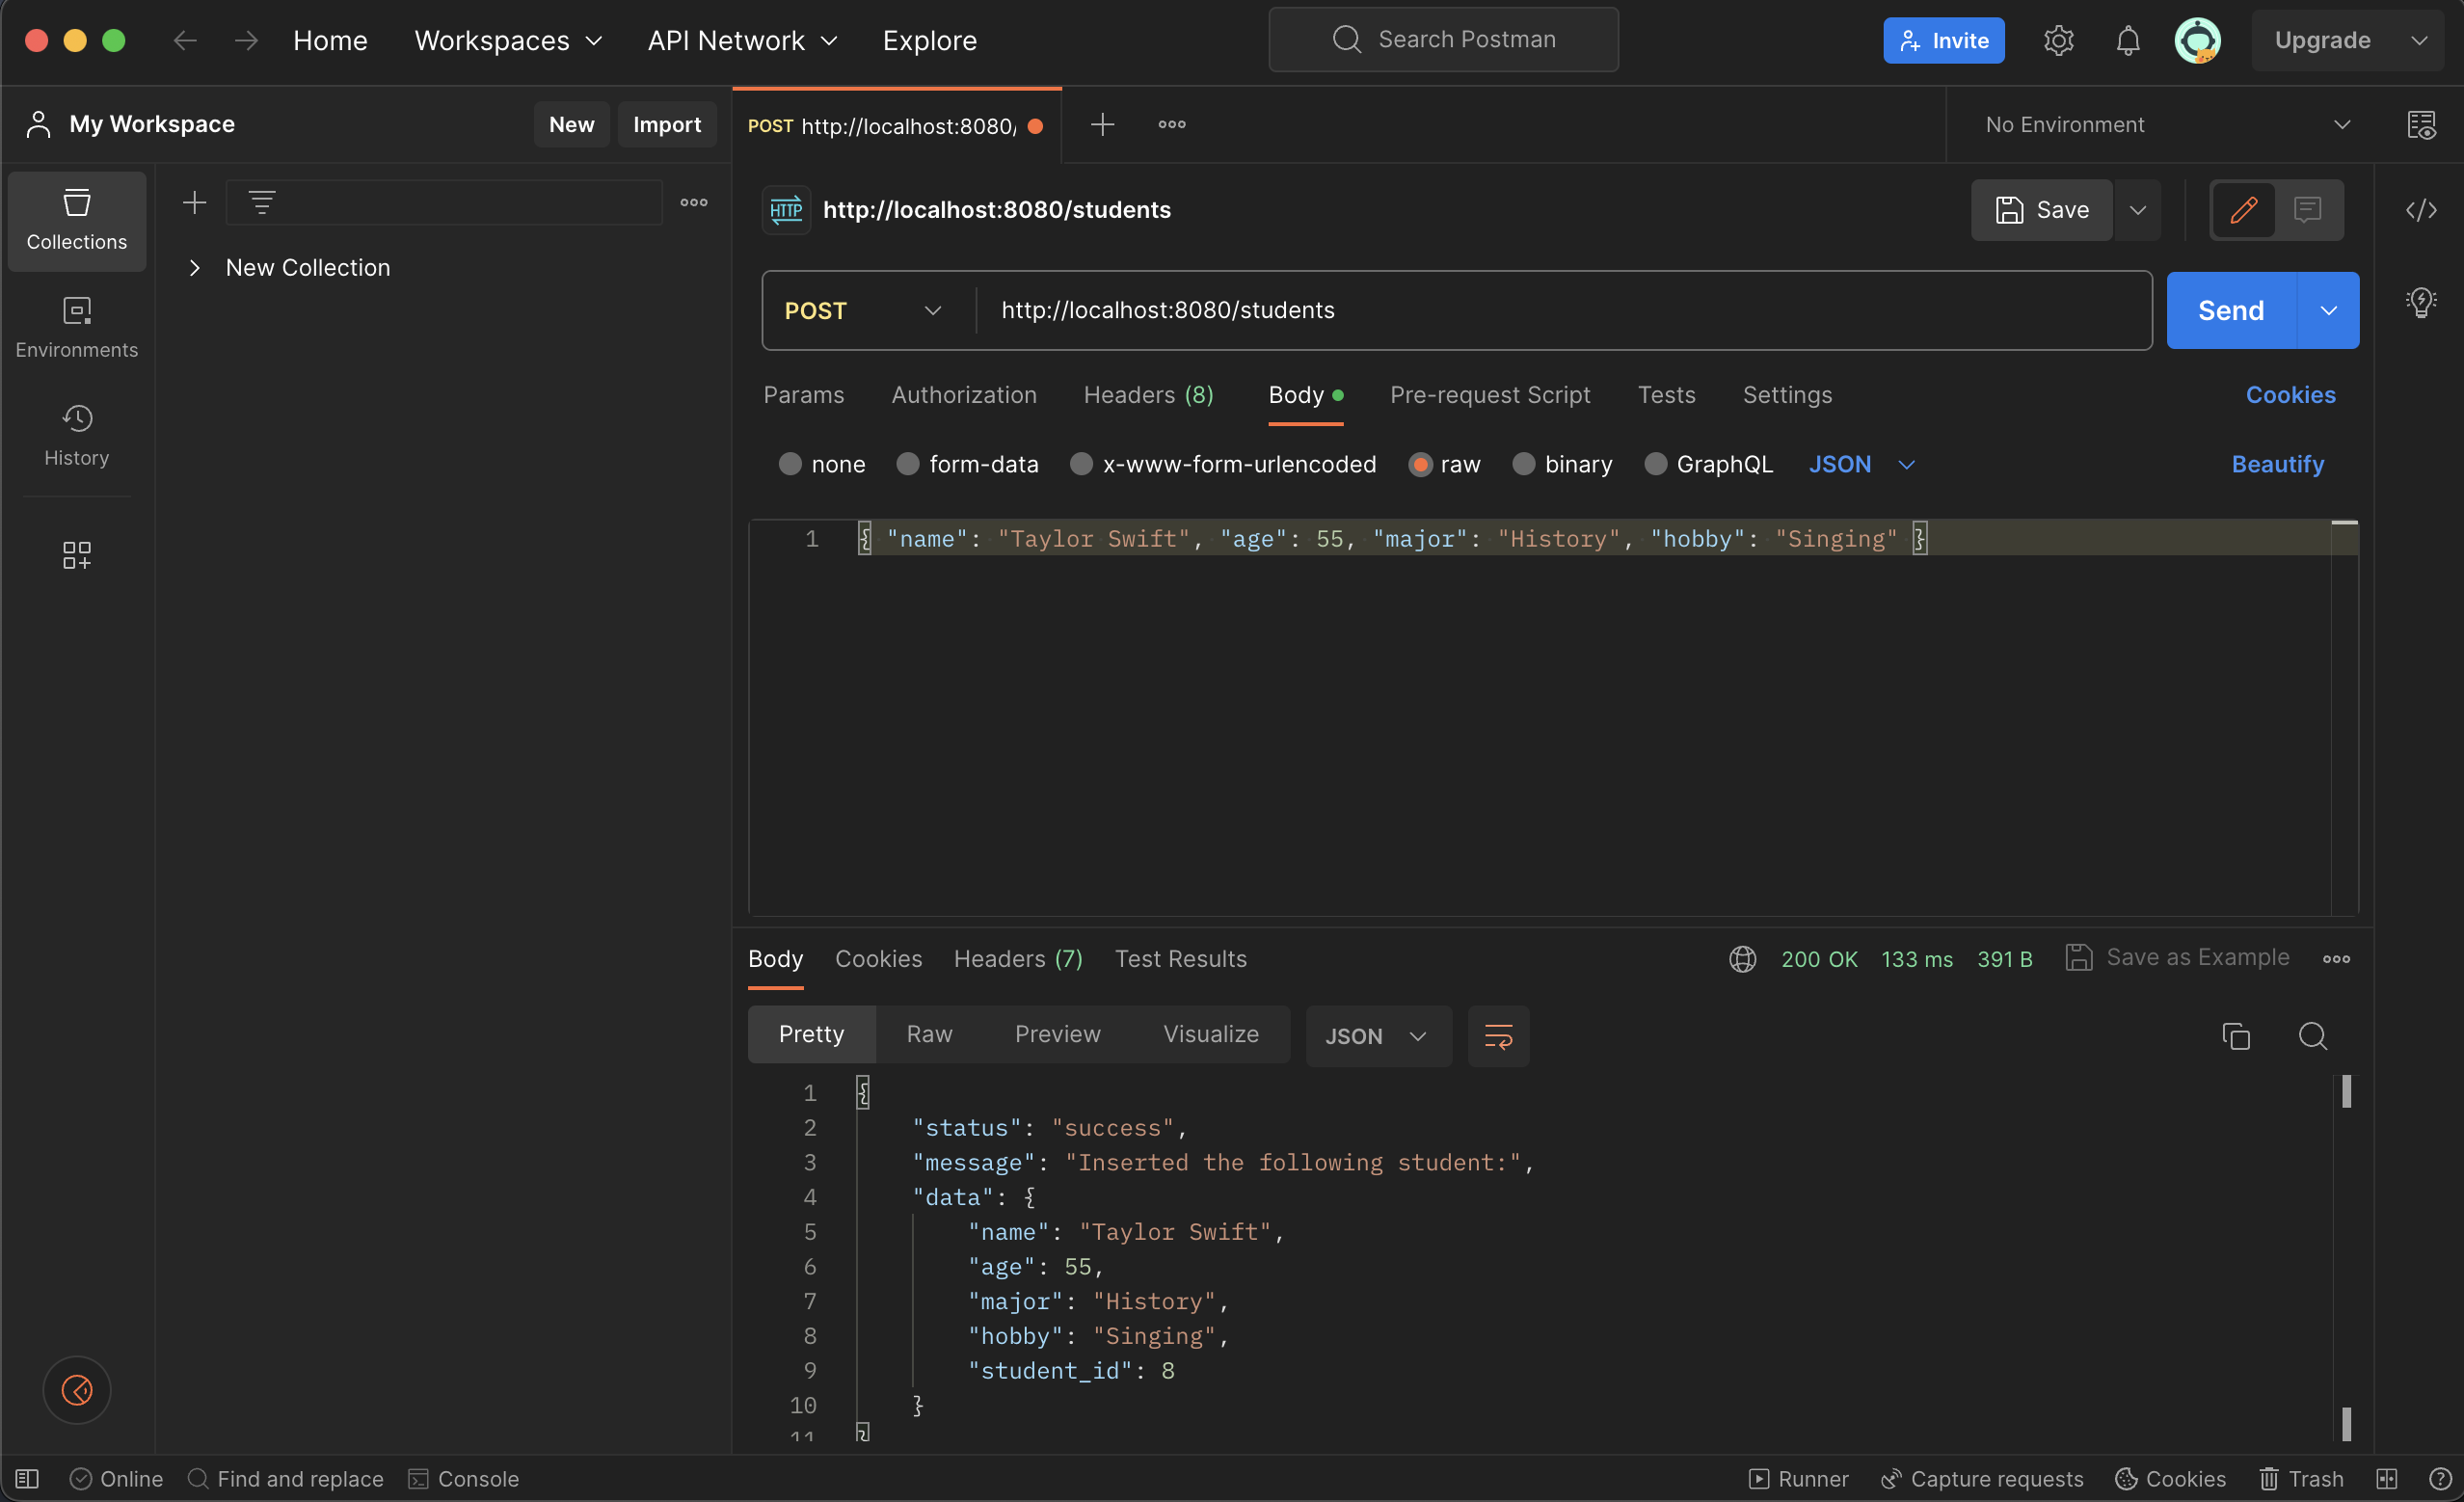 Home Workspaces API Network Explore Search Postman Invite Upgrade
My Workspace New Import POST http://localhost:8080/ No Environment
Collections
Environments
History
New Collection
HTTP http://localhost:8080/students Save
POST http://localhost:8080/students Send
Params Authorization Headers (8) Body Pre-request Script Tests Settings Cookies
none form-data x-www-form-urlencoded raw binary GraphQL JSON Beautify
1 { "name": "Taylor Swift", "age": 55, "major": "History", "hobby": "Singing" }
Body Cookies Headers (7) Test Results 200 OK 133 ms 391 B Save as Example
Pretty Raw Preview Visualize JSON
1 {
2 "status": "success",
3 "message": "Inserted the following student:",
4 "data": {
5 "name": "Taylor Swift",
6 "age": 55,
7 "major": "History",
8 "hobby": "Singing",
9 "student_id": 8
10 }
11 }
Online Find and replace Console Runner Capture requests Cookies Trash